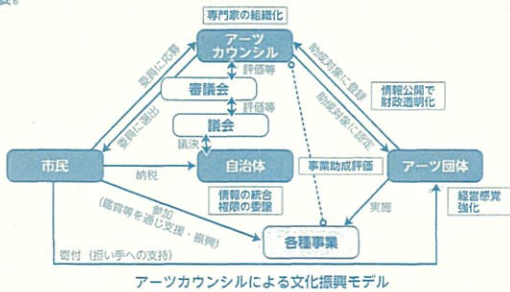 専門家の組織化
アーツ
カウンシル
委員に応募
委員に選出
評価等
審議会
評価等
議会
議決
助成対象に登録
助成対象に認定
情報公開で
財政透明化
市民
納税
自治体
事業助成評価
アーツ団体
情報の統合
権限の委譲
経営感覚
強化
参加
(鑑賞等を通じ支援・振興)
実施
各種事業
寄付(担い手への支持)
アーツカウンシルによる文化振興モデル